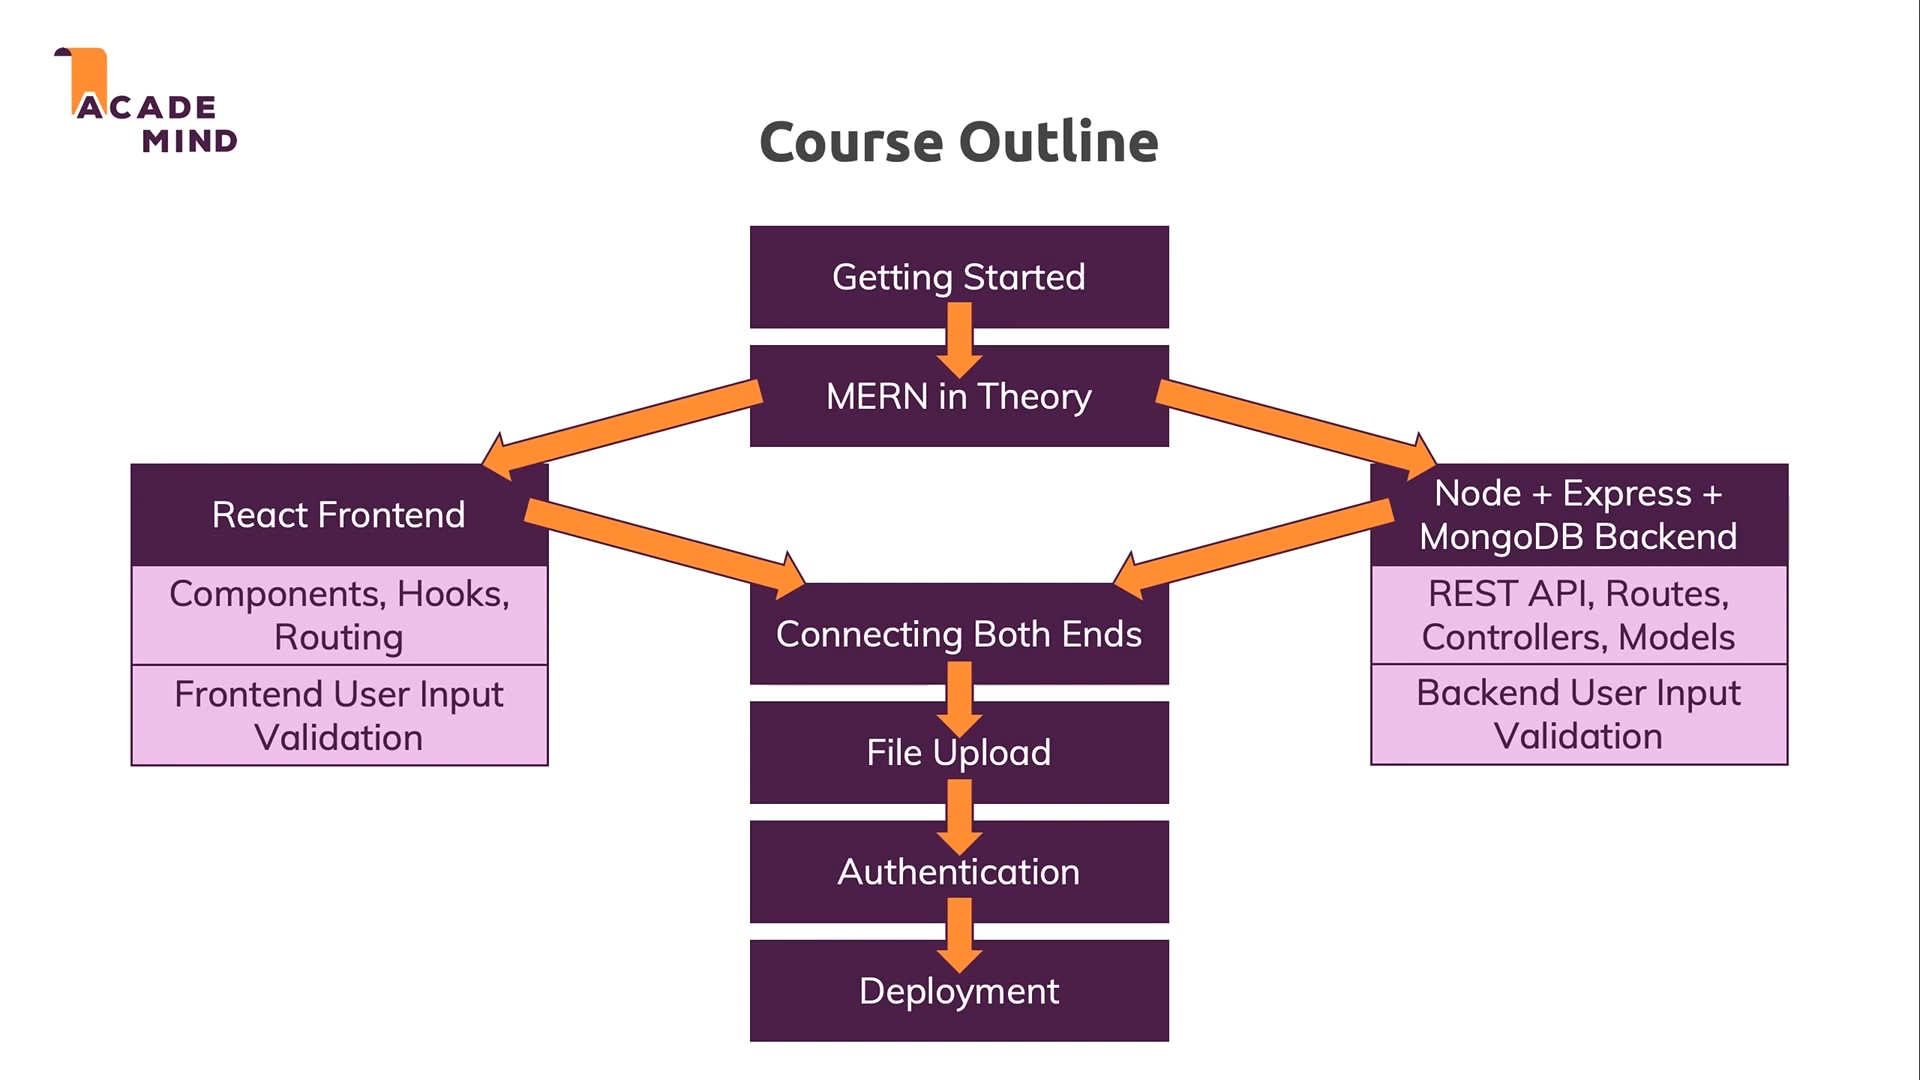 ACADE
MIND
Course Outline
Getting Started
MERN in Theory
React Frontend
Components, Hooks,
Routing
Frontend User Input
Validation
Node + Express +
MongoDB Backend
REST API, Routes,
Controllers, Models
Backend User Input
Validation
Connecting Both Ends
File Upload
Authentication
Deployment